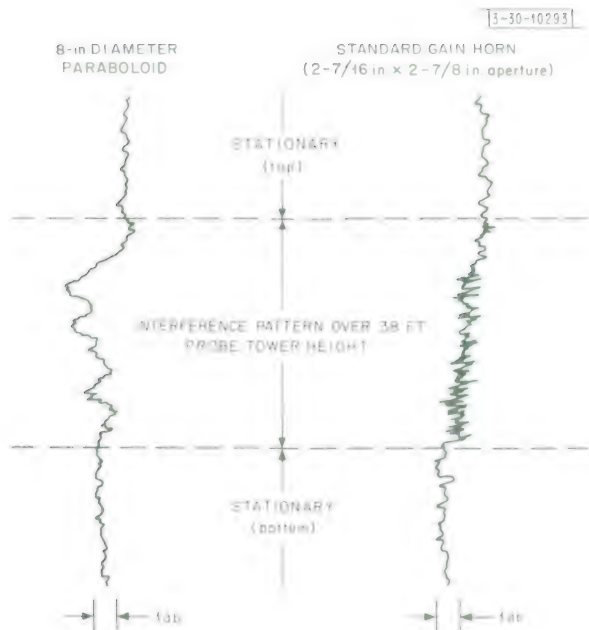 3-30-10293
8-in DIAMETER
PARABOLOID
STANDARD GAIN HORN
(2-7/16 in × 2-7/8 in aperture)
STATIONARY
(top)
INTERFERENCE PATTERN OVER 38 FT
PROBE TOWER HEIGHT
STATIONARY
(bottom)
1db
1db